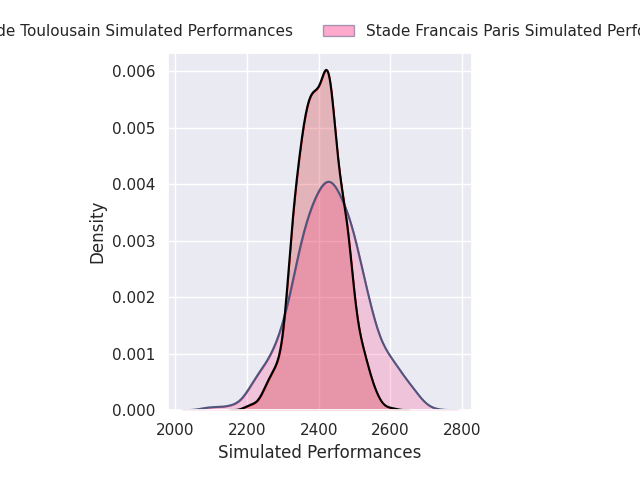 de Toulousain Simulated Performances
Stade Francais Paris Simulated Perfo
0.006
0.005
0.004
0.003
0.002
0.001
0.000
Density
2000 2200 2400 2600 2800
Simulated Performances